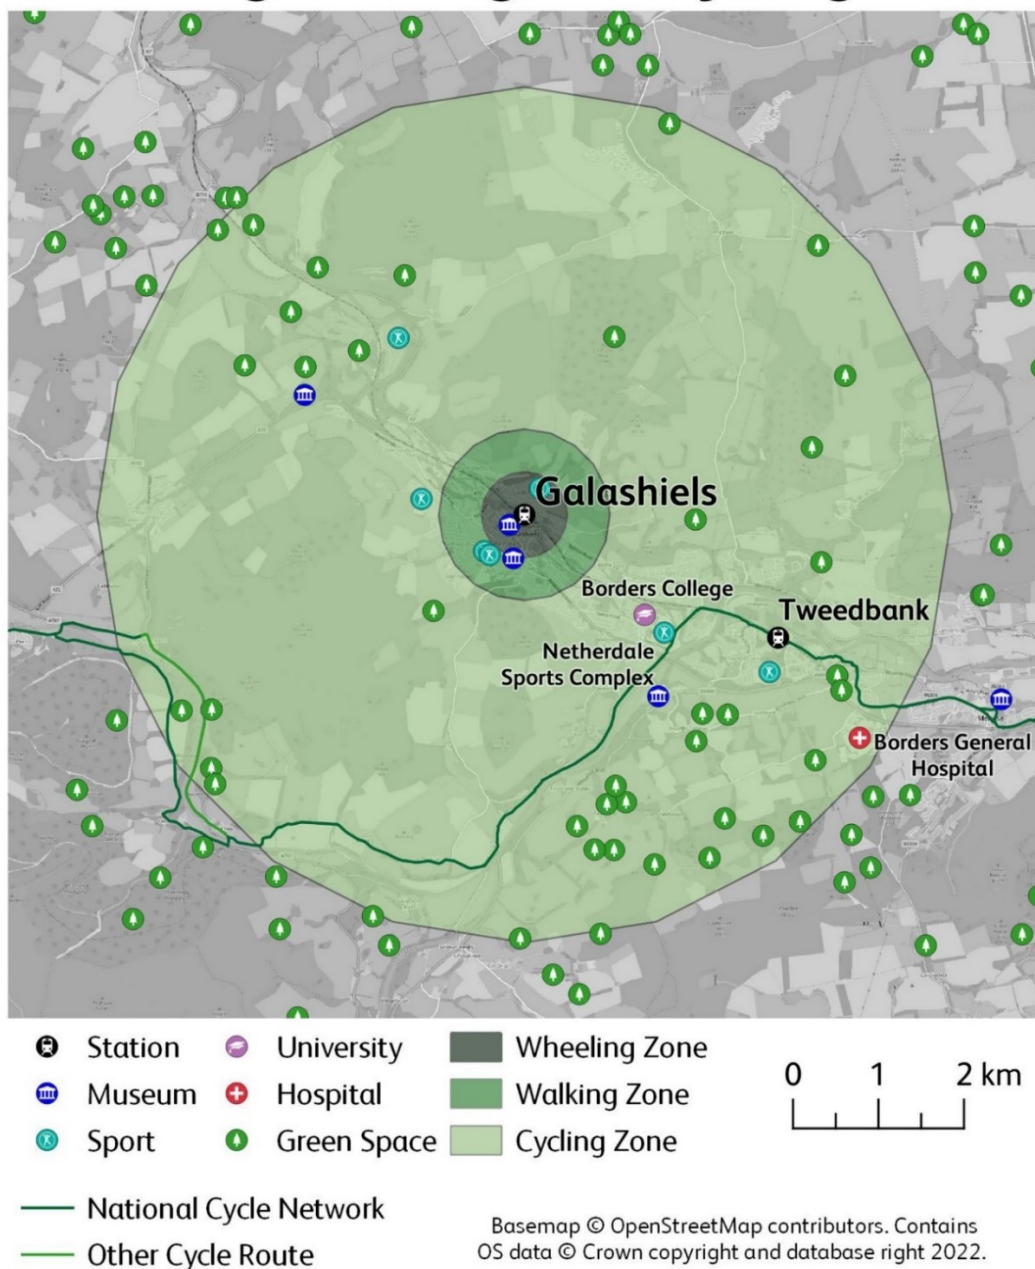 Galashiels
Borders College
Tweedbank
Netherdale
Sports Complex
Borders General
Hospital
Station
University
Wheeling Zone
Museum
Hospital
Walking Zone
Sport
Green Space
Cycling Zone
0 1 2 km
National Cycle Network
Other Cycle Route
Basemap © OpenStreetMap contributors. Contains
OS data © Crown copyright and database right 2022.